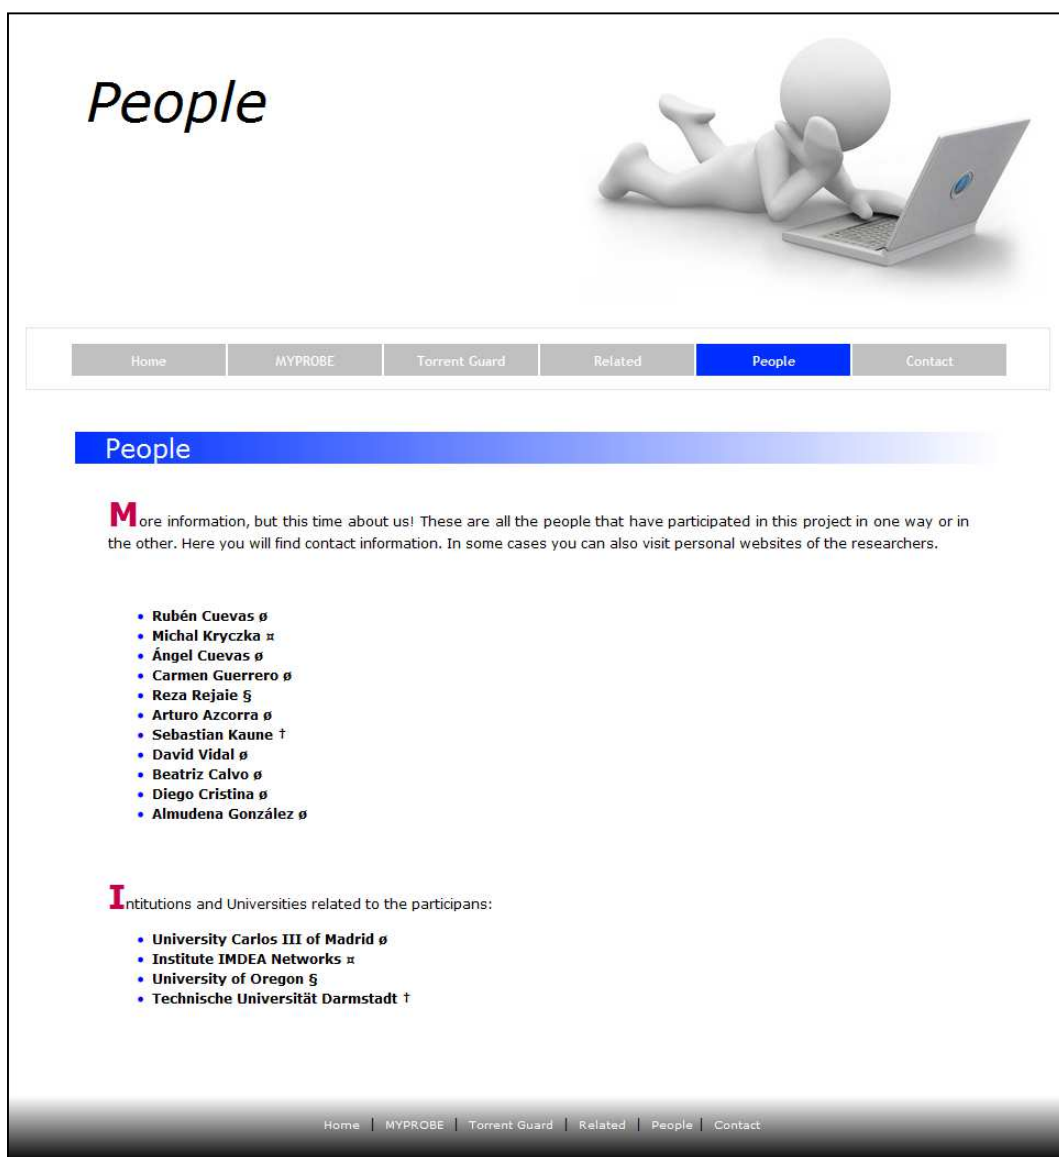 People
Home MYPROBE Torrent Guard Related People Contact
People
More information, but this time about us! These are all the people that have participated in this project in one way or in
the other. Here you will find contact information. In some cases you can also visit personal websites of the researchers.
• Rubén Cuevas ø
• Michal Kryczka ¤
• Ángel Cuevas ø
• Carmen Guerrero ø
• Reza Rejaie §
• Arturo Azcorra ø
• Sebastian Kaune †
• David Vidal ø
• Beatriz Calvo ø
• Diego Cristina ø
• Almudena González ø
Intitutions and Universities related to the participans:
• University Carlos III of Madrid ø
• Institute IMDEA Networks ¤
• University of Oregon §
• Technische Universität Darmstadt †
Home | MYPROBE | Torrent Guard | Related | People | Contact